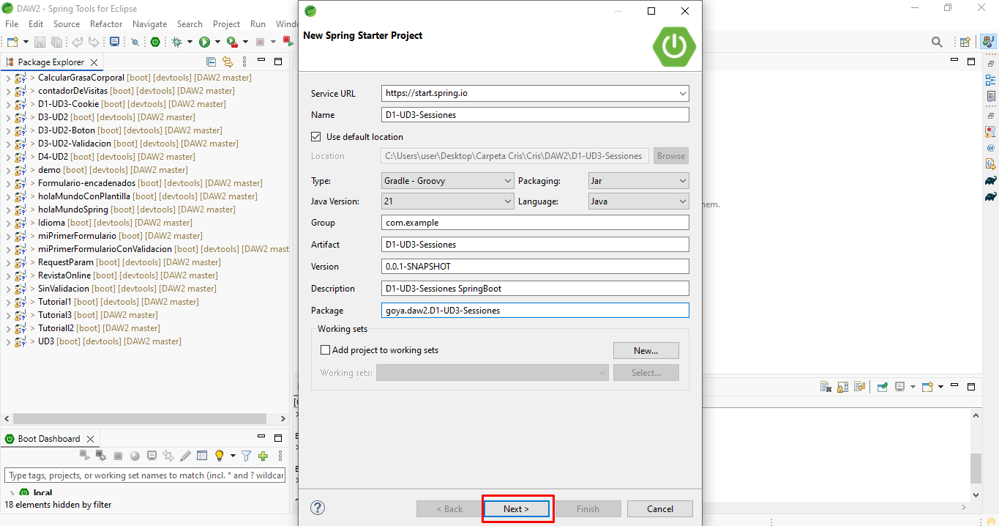 DAW2 - Spring Tools for Eclipse
File Edit Source Refactor Navigate Search Project Run
Package Explorer
> CalcularGrasaCorporal [boot] [devtools] [DAW2 master]
> contadorDeVisitas [boot] [devtools] [DAW2 master]
> D1-UD3-Cookie [boot] [devtools] [DAW2 master]
> D3-UD2 [boot] [devtools] [DAW2 master]
> D3-UD2-Boton [boot] [devtools] [DAW2 master]
> D3-UD2-Validacion [boot] [devtools] [DAW2 master]
> D4-UD2 [boot] [devtools] [DAW2 master]
> demo [boot] [devtools] [DAW2 master]
> Formulario-encadenados [boot] [devtools] [DAW2 master]
> holaMundoConPlantilla [boot] [devtools] [DAW2 master]
> holaMundoSpring [boot] [devtools] [DAW2 master]
> Idioma [boot] [devtools] [DAW2 master]
> miPrimerFormulario [boot] [DAW2 master]
> miPrimerFormularioConValidacion [boot] [devtools] [DAW2 mast
> RequestParam [boot] [devtools] [DAW2 master]
> RevistaOnline [boot] [devtools] [DAW2 master]
> SinValidacion [boot] [devtools] [DAW2 master]
> Tutorial1 [boot] [devtools] [DAW2 master]
> Tutorial3 [boot] [DAW2 master]
> Tutoriall2 [boot] [DAW2 master]
> UD3 [boot] [devtools] [DAW2 master]
Boot Dashboard
Type tags, projects, or working set names to match (incl. * and ? wildcar
local
18 elements hidden by filter
New Spring Starter Project
Service URL https://start.spring.io
Name D1-UD3-Sessiones
Use default location
Location C:\Users\user\Desktop\Carpeta Cris\Cris\DAW2\D1-UD3-Sessiones Browse
Type: Gradle - Groovy Packaging: Jar
Java Version: 21 Language: Java
Group com.example
Artifact D1-UD3-Sessiones
Version 0.0.1-SNAPSHOT
Description D1-UD3-Sessiones SpringBoot
Package goya.daw2.D1-UD3-Sessiones
Working sets
Add project to working sets New...
Working sets: Select...
? < Back Next > Finish Cancel